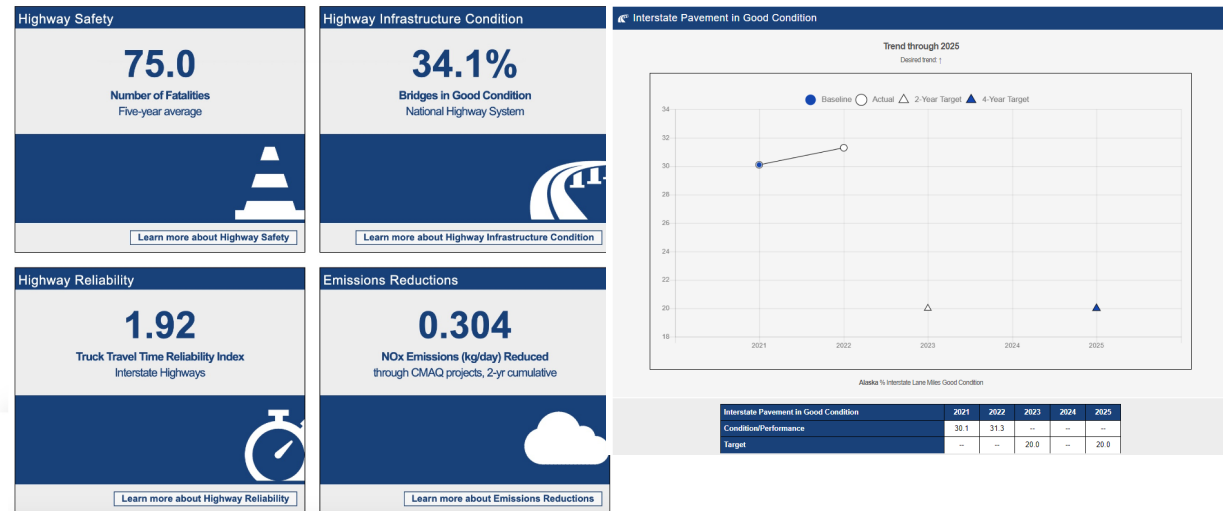 Highway Safety
75.0
Number of Fatalities
Five-year average
Learn more about Highway Safety
Highway Infrastructure Condition
34.1%
Bridges in Good Condition
National Highway System
Learn more about Highway Infrastructure Condition
Highway Reliability
1.92
Truck Travel Time Reliability Index
Interstate Highways
Learn more about Highway Reliability
Emissions Reductions
0.304
NOx Emissions (kg/day) Reduced
through CMAQ projects, 2-yr cumulative
Learn more about Emissions Reductions
Interstate Pavement in Good Condition
Trend through 2025
Desired trend: ↑
Baseline Actual 2-Year Target 4-Year Target
34
32
30
28
26
24
22
20
18
2021 2022 2023 2024 2025
Alaska % Interstate Lane Miles Good Condition
Interstate Pavement in Good Condition 2021 2022 2023 2024 2025
Condition/Performance 30.1 31.3 -- -- --
Target -- -- 20.0 -- 20.0